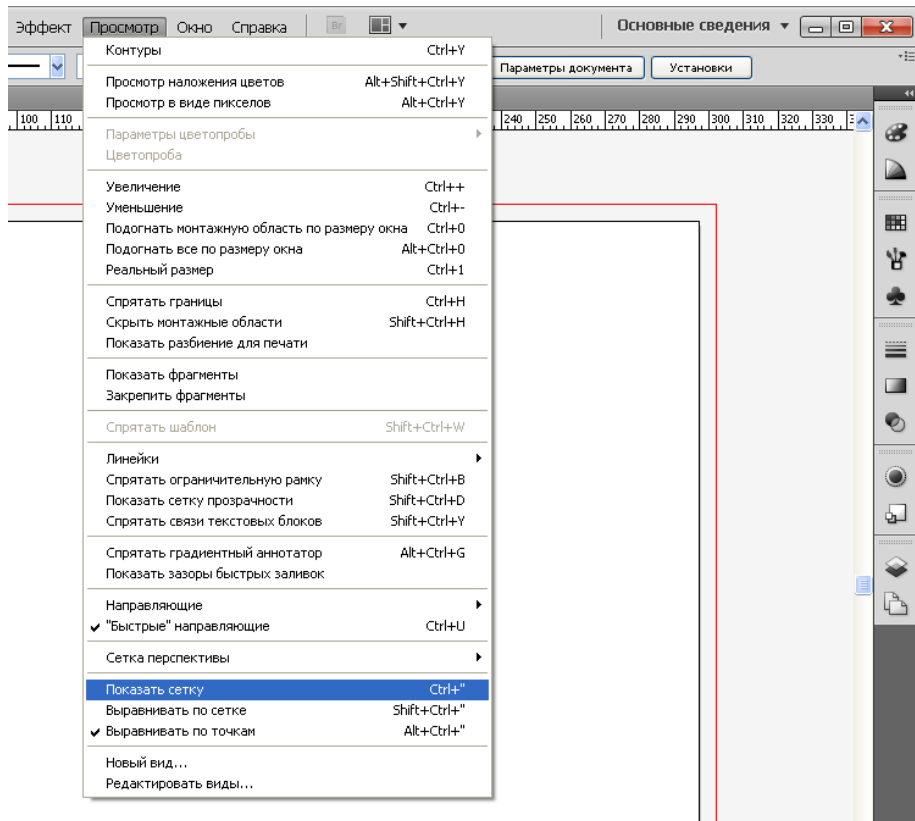 Эффект Просмотр Окно Справка Br Основные сведения
Параметры документа Установки
100 110 240 250 260 270 280 290 300 310 320 330
Контуры Ctrl+Y
Просмотр наложения цветов Alt+Shift+Ctrl+Y
Просмотр в виде пикселов Alt+Ctrl+Y
Параметры цветопробы
Цветопроба
Увеличение Ctrl++
Уменьшение Ctrl+-
Подогнать монтажную область по размеру окна Ctrl+0
Подогнать все по размеру окна Alt+Ctrl+0
Реальный размер Ctrl+1
Спрятать границы Ctrl+H
Скрыть монтажные области Shift+Ctrl+H
Показать разбиение для печати
Показать фрагменты
Закрепить фрагменты
Спрятать шаблон Shift+Ctrl+W
Линейки
Спрятать ограничительную рамку Shift+Ctrl+B
Показать сетку прозрачности Shift+Ctrl+D
Спрятать связи текстовых блоков Shift+Ctrl+Y
Спрятать градиентный аннотатор Alt+Ctrl+G
Показать зазоры быстрых заливок
Направляющие
"Быстрые" направляющие Ctrl+U
Сетка перспективы
Показать сетку Ctrl+"
Выравнивать по сетке Shift+Ctrl+"
Выравнивать по точкам Alt+Ctrl+"
Новый вид...
Редактировать виды...